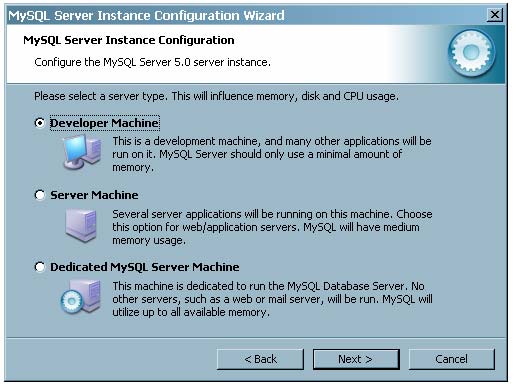 MySQL Server Instance Configuration Wizard
MySQL Server Instance Configuration
Configure the MySQL Server 5.0 server instance.
Please select a server type. This will influence memory, disk and CPU usage.
Developer Machine
This is a development machine, and many other applications will be
run on it. MySQL Server should only use a minimal amount of
memory.
Server Machine
Several server applications will be running on this machine. Choose
this option for web/application servers. MySQL will have medium
memory usage.
Dedicated MySQL Server Machine
This machine is dedicated to run the MySQL Database Server. No
other servers, such as a web or mail server, will be run. MySQL will
utilize up to all available memory.
< Back
Next >
Cancel